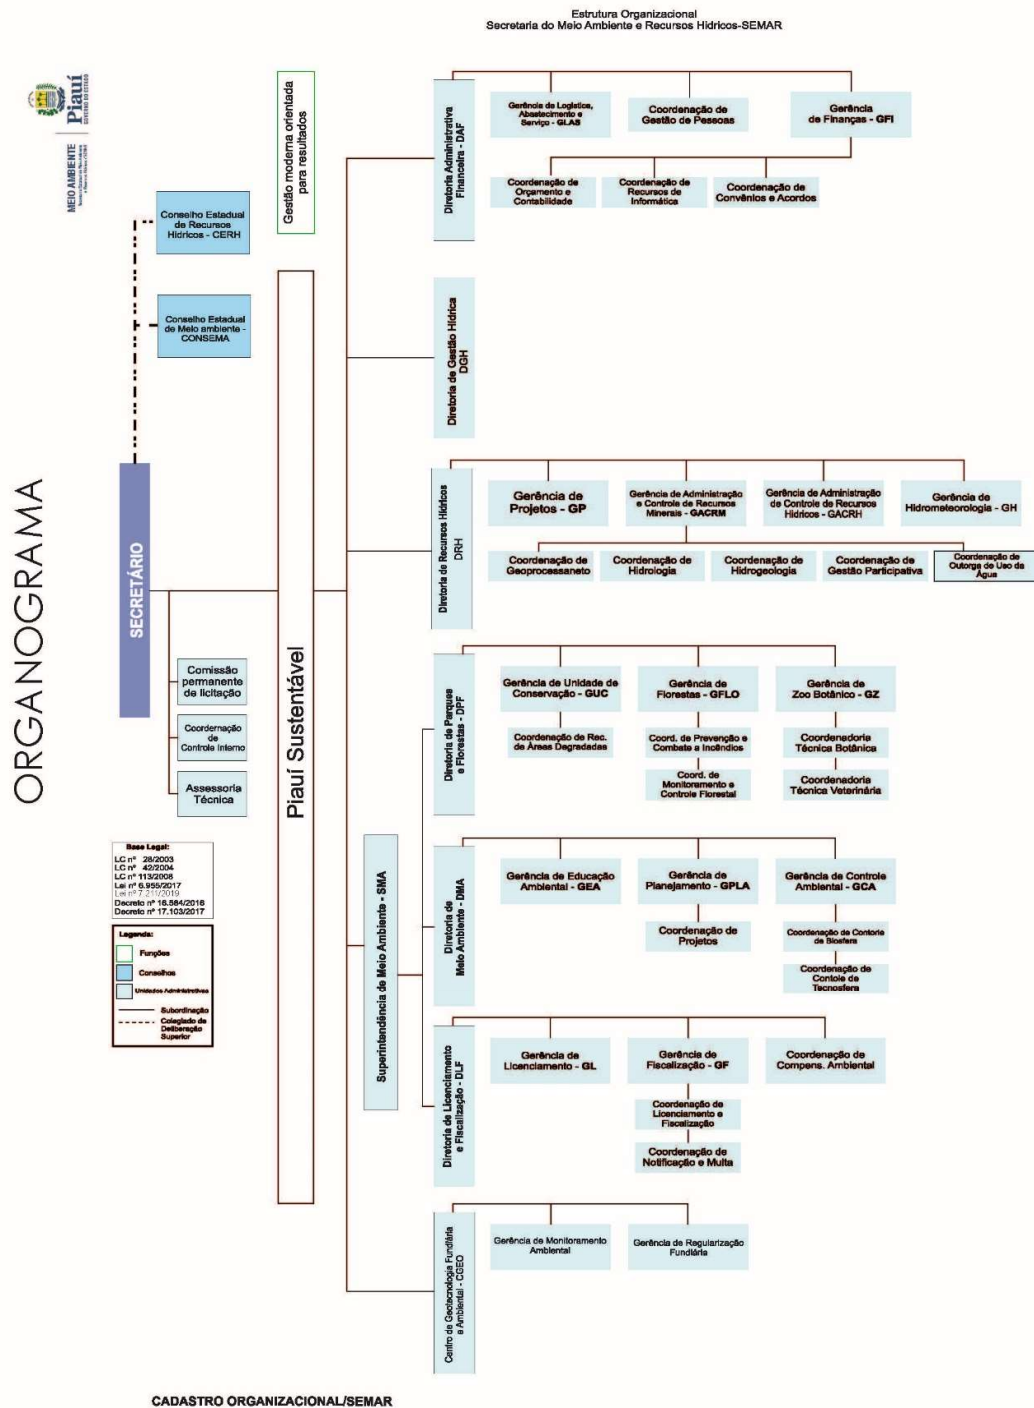 Estrutura Organizacional
Secretaria do Meio Ambiente e Recursos Hídricos-SEMAR
ORGANOGRAMA
Piauí
GOVERNO DO ESTADO
MEIO AMBIENTE
SECRETÁRIO
Conselho Estadual
de Recursos
Hídricos - CERH
Conselho Estadual
de Meio ambiente -
CONSEMA
Comissão
permanente
de licitação
Coordernação
de
Controle Interno
Assessoria
Técnica
Gestão moderna orientada
para resultados
Piauí Sustentável
Diretoria Administrativa
Financeira - DAF
Gerência de Logística,
Abastecimento e
Serviço - GLAS
Coordenação de
Gestão de Pessoas
Gerência
de Finanças - GFI
Coordenação de
Orçamento e
Contabilidade
Coordenação de
Recursos de
Informática
Coordenação de
Convênios e Acordos
Diretoria de Gestão Hídrica
DGH
Diretoria de Recursos Hídricos
DRH
Gerência de
Projetos - GP
Gerência de Administração
e Controle de Recursos
Minerais - GACRM
Gerência de Administração
de Controle de Recursos
Hídricos - GACRH
Gerência de
Hidrometeorologia - GH
Coordenação de
Geoprocessaneto
Coordenação de
Hidrologia
Coordenação de
Hidrogeologia
Coordenação de
Gestão Participativa
Coordenação de
Outorga de Uso da
Água
Superintendência de Meio Ambiente - SMA
Diretoria de Parques
e Florestas - DPF
Gerência de Unidade de
Conservação - GUC
Gerência de
Florestas - GFLO
Gerência de
Zoo Botânico - GZ
Coordenação de Rec.
de Áreas Degradadas
Coord. de Prevenção e
Combate a Incêndios
Coordenadoria
Técnica Botânica
Coord. de
Monitoramento e
Controle Florestal
Coordenadoria
Técnica Veterinária
Diretoria de
Meio Ambiente - DMA
Gerência de Educação
Ambiental - GEA
Gerência de
Planejamento - GPLA
Gerência de Controle
Ambiental - GCA
Coordenação de
Projetos
Coordenação de Contorle
de Biosfera
Coordenação de
Contole de
Tecnosfera
Diretoria de Licenciamento
e Fiscalização - DLF
Gerência de
Licenciamento - GL
Gerência de
Fiscalização - GF
Coordenação de
Compens. Ambiental
Coordenação de
Licenciamento e
Fiscalização
Coordenação de
Notificação e Multa
Centro de Geotecnologia Fundiária
e Ambiental - CGEO
Gerência de Monitoramento
Ambiental
Gerência de Regularização
Fundiária
Base Legal:
LC nº 28/2003
LC nº 42/2004
LC nº 113/2008
Lei nº 6.955/2017
Lei nº 7.211/2019
Decreto nº 16.584/2016
Decreto nº 17.103/2017
Legenda:
Funções
Conselhos
Unidades Administrativas
Subordinação
Colegiado de
Deliberação
Superior
CADASTRO ORGANIZACIONAL/SEMAR